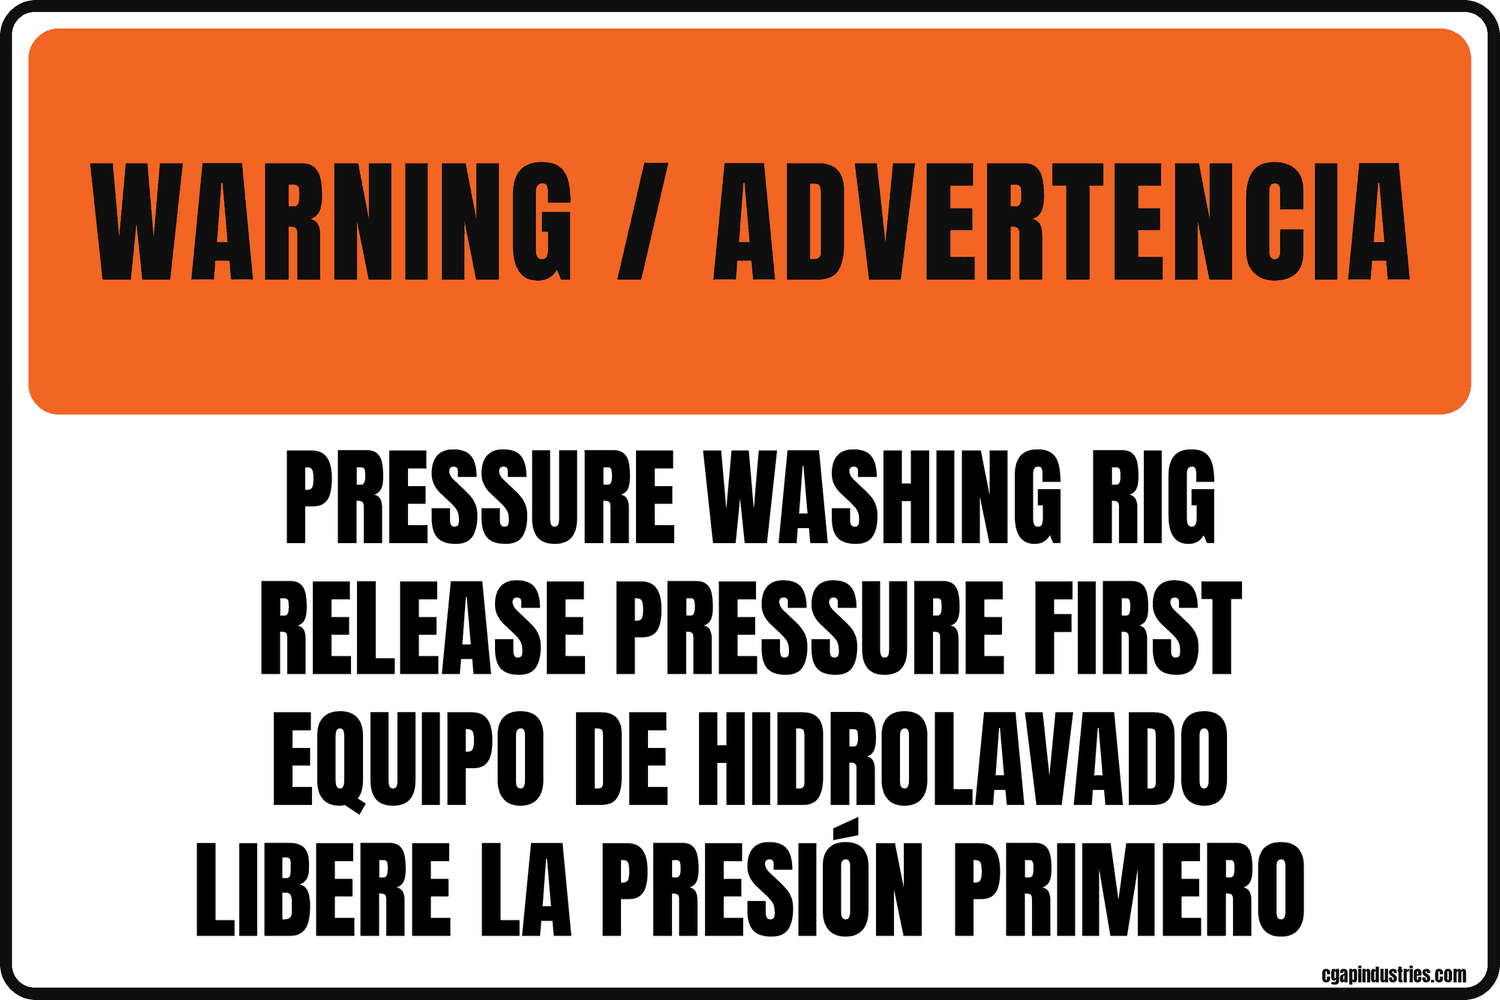 WARNING / ADVERTENCIA
PRESSURE WASHING RIG
RELEASE PRESSURE FIRST
EQUIPO DE HIDROLAVADO
LIBERE LA PRESIÓN PRIMERO
cgapindustries.com